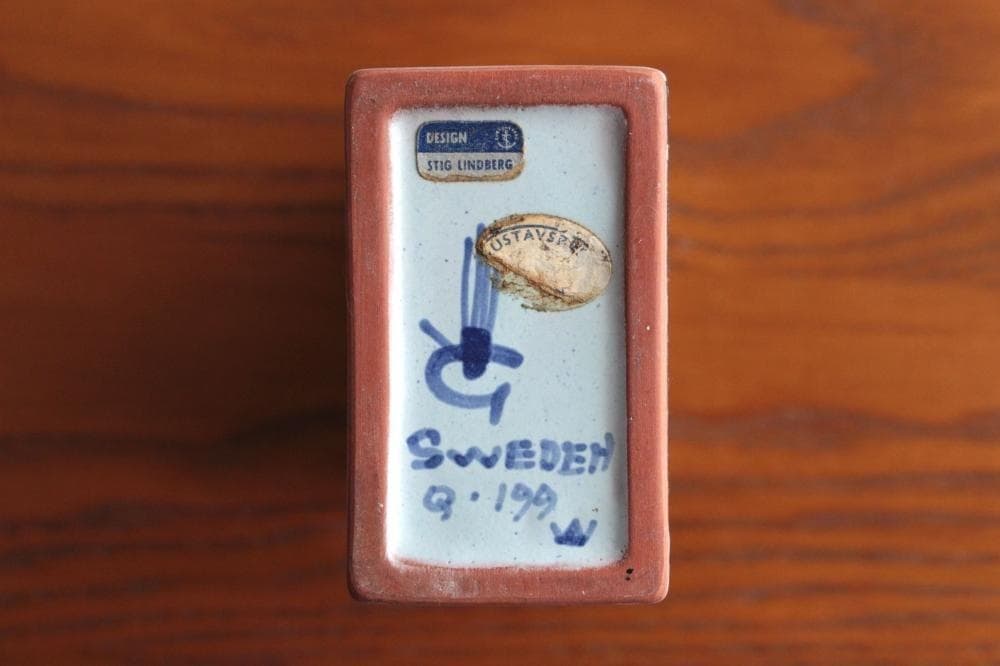 DESIGN
STIG LINDBERG
USTAVSB
G
SWEDEN
G·199